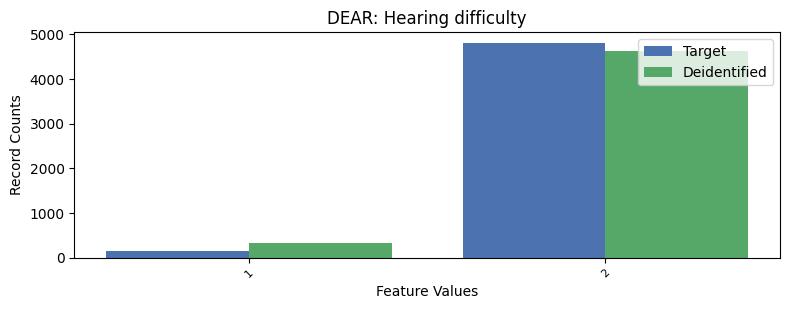 DEAR: Hearing difficulty
5000
4000
3000
2000
1000
0
Record Counts
Target
Deidentified
1
2
Feature Values